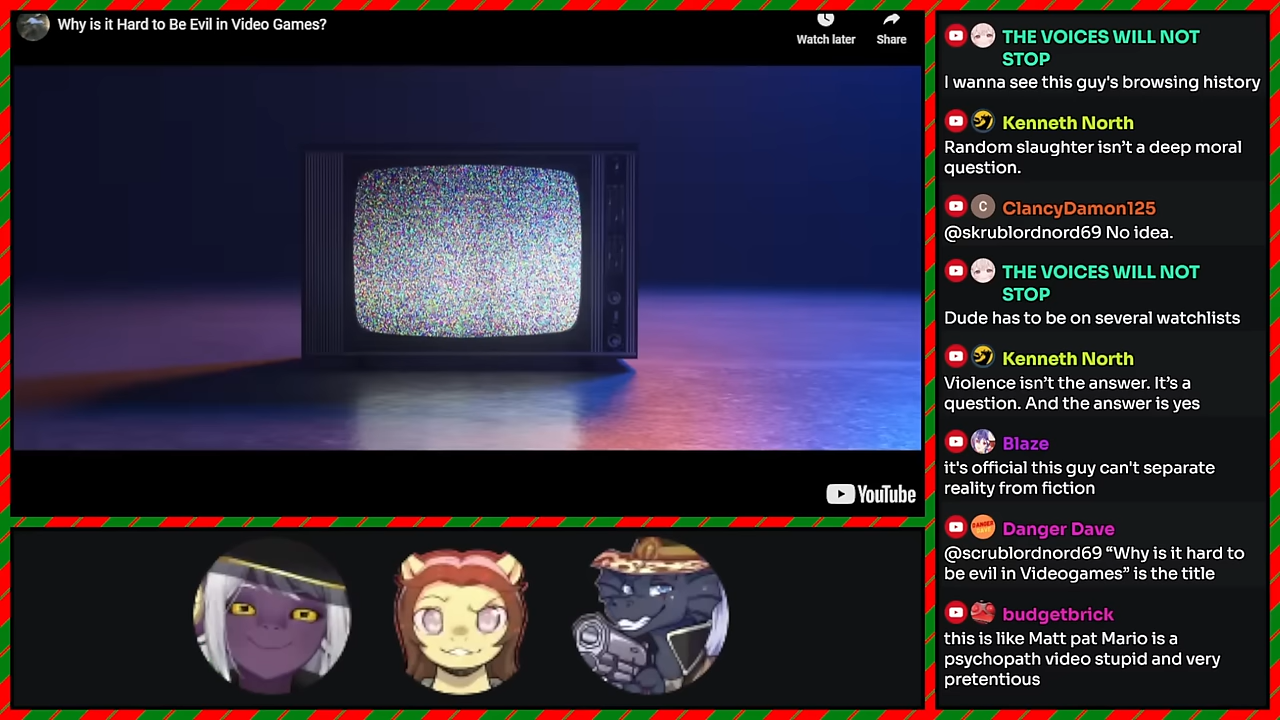 Why is it Hard to Be Evil in Video Games?
Watch later
Share
YouTube
THE VOICES WILL NOT
STOP
I wanna see this guy's browsing history
Kenneth North
Random slaughter isn’t a deep moral
question.
C
ClancyDamon125
@skrublordnord69 No idea.
THE VOICES WILL NOT
STOP
Dude has to be on several watchlists
Kenneth North
Violence isn’t the answer. It’s a
question. And the answer is yes
Blaze
it's official this guy can't separate
reality from fiction
DANGER
DAVE
Danger Dave
@scrublordnord69 “Why is it hard to
be evil in Videogames” is the title
budgetbrick
this is like Matt pat Mario is a
psychopath video stupid and very
pretentious